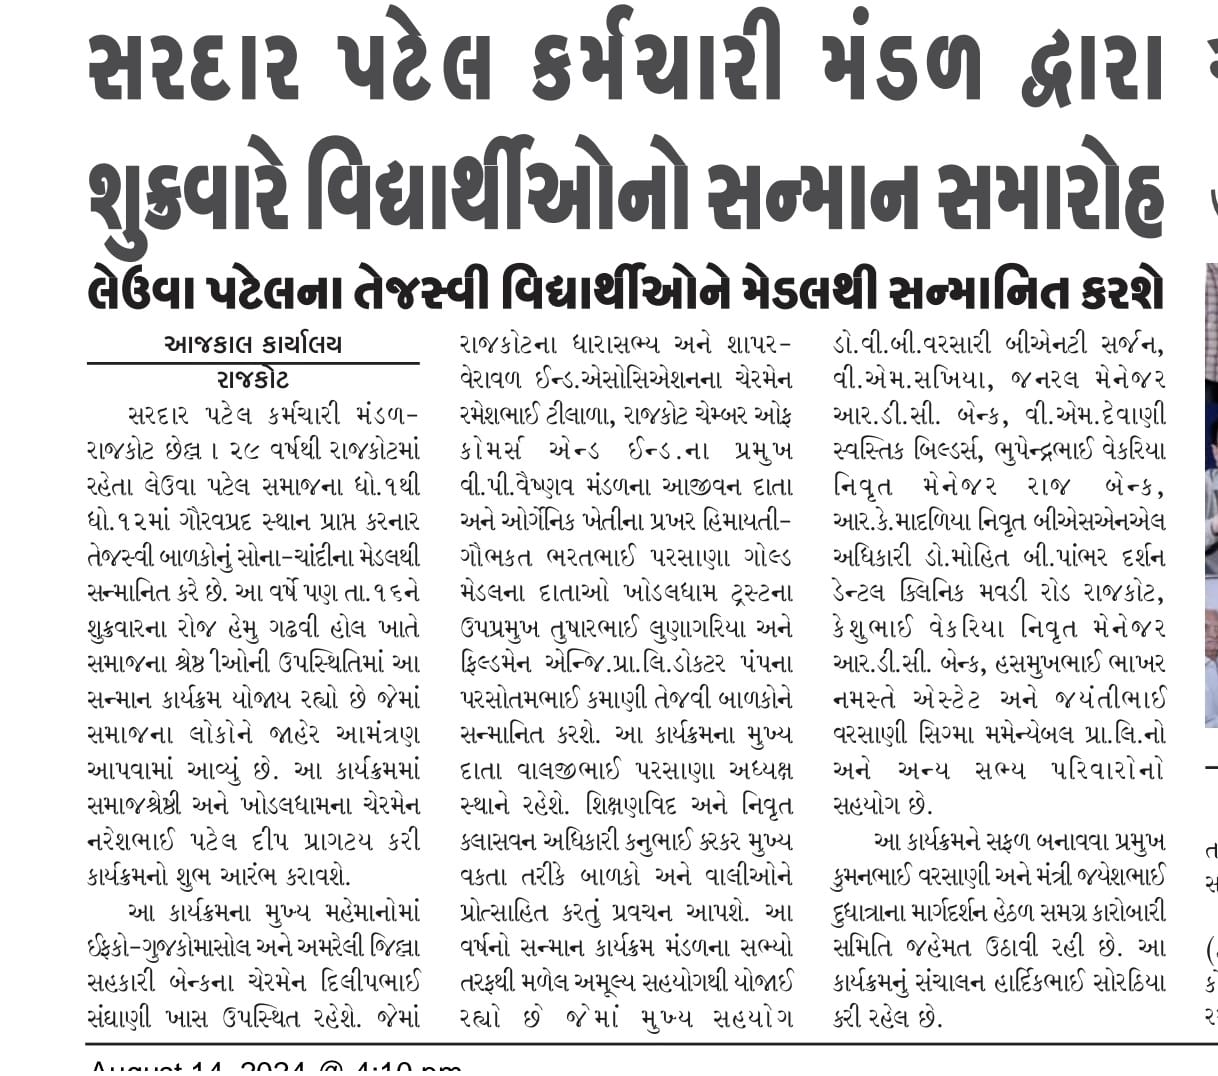 સરદાર પટેલ કર્મચારી મંડળ દ્વારા
શુક્રવારે વિદ્યાર્થીઓનો સન્માન સમારોહ
લેઉવા પટેલના તેજસ્વી વિદ્યાર્થીઓને મેડલથી સન્માનિત કરશે
આજકાલ કાર્યાલય
રાજકોટ
સરદાર પટેલ કર્મચારી મંડળ-
રાજકોટ છેલ્લ । ૨૯ વર્ષથી રાજકોટમાં
રહેતા લેઉવા પટેલ સમાજના ધો.૧થી
ધો.૧૨માં ગૌરવપ્રદ સ્થાન પ્રાપ્ત કરનાર
તેજસ્વી બાળકોનું સોના-ચાંદીના મેડલથી
સન્માનિત કરે છે. આ વર્ષે પણ તા.૧૬ને
શુક્રવારના રોજ હેમુ ગઢવી હોલ ખાતે
સમાજના શ્રેષ્ઠીઓની ઉપસ્થિતિમાં આ
સન્માન કાર્યક્રમ યોજાય રહ્યો છે જેમાં
સમાજના લોકોને જાહેર આમંત્રણ
આપવામાં આવ્યું છે. આ કાર્યક્રમમાં
સમાજશ્રેષ્ઠી અને ખોડલધામના ચેરમેન
નરેશભાઈ પટેલ દીપ પ્રાગટય કરી
કાર્યક્રમનો શુભ આરંભ કરાવશે.
આ કાર્યક્રમના મુખ્ય મહેમાનોમાં
ઈફકો-ગુજકોમાસોલ અને અમરેલી જિલ્લા
સહકારી બેન્કના ચેરમેન દિલીપભાઈ
સંઘાણી ખાસ ઉપસ્થિત રહેશે. જેમાં
રાજકોટના ધારાસભ્ય અને શાપર-
વેરાવળ ઈન્ડ.એસોસિએશનના ચેરમેન
રમેશભાઈ ટીલાળા, રાજકોટ ચેમ્બર ઓફ
કોમર્સ એન્ડ ઈન્ડ.ના પ્રમુખ
વી.પી.વૈષ્ણવ મંડળના આજીવન દાતા
અને ઓર્ગેનિક ખેતીના પ્રખર હિમાયતી-
ગૌભકત ભરતભાઈ પરસાણા ગોલ્ડ
મેડલના દાતાઓ ખોડલધામ ટ્રસ્ટના
ઉપપ્રમુખ તુષારભાઈ લુણાગરિયા અને
ફિલ્ડમેન એન્જિ.પ્રા.લિ.ડોકટર પંપના
પરસોતમભાઈ કમાણી તેજવી બાળકોને
સન્માનિત કરશે. આ કાર્યક્રમના મુખ્ય
દાતા વાલજીભાઈ પરસાણા અધ્યક્ષ
સ્થાને રહેશે. શિક્ષણવિદ અને નિવૃત
કલાસવન અધિકારી કનુભાઈ કરકર મુખ્ય
વકતા તરીકે બાળકો અને વાલીઓને
પ્રોત્સાહિત કરતું પ્રવચન આપશે. આ
વર્ષનો સન્માન કાર્યક્રમ મંડળના સભ્યો
તરફથી મળેલ અમૂલ્ય સહયોગથી યોજાઈ
રહ્યો છે જેમાં મુખ્ય સહયોગ
ડો.વી.બી.વરસારી બીએનટી સર્જન,
વી.એમ.સખિયા, જનરલ મેનેજર
આર.ડી.સી. બેન્ક, વી.એમ.દેવાણી
સ્વસ્તિક બિલ્ડર્સ, ભુપેન્દ્રભાઈ વેકરિયા
નિવૃત મેનેજર રાજ બેન્ક,
આર.કે.માદળિયા નિવૃત બીએસએનએલ
અધિકારી ડો.મોહિત બી.પાંભર દર્શન
ડેન્ટલ ક્લિનિક મવડી રોડ રાજકોટ,
કેશુભાઈ વેકરિયા નિવૃત મેનેજર
આર.ડી.સી. બેન્ક, હસમુખભાઈ ભાખર
નમસ્તે એસ્ટેટ અને જયંતીભાઈ
વરસાણી સિગ્મા મમેન્યેબલ પ્રા.લિ.નો
અને અન્ય સભ્ય પરિવારોનો
સહયોગ છે.
આ કાર્યક્રમને સફળ બનાવવા પ્રમુખ
કુમનભાઈ વરસાણી અને મંત્રી જયેશભાઈ
દુધાત્રાના માર્ગદર્શન હેઠળ સમગ્ર કારોબારી
સમિતિ જહેમત ઉઠાવી રહી છે. આ
કાર્યક્રમનું સંચાલન હાર્દિકભાઈ સોરઠિયા
કરી રહેલ છે.
August 14, 2024 @ 4:10 pm